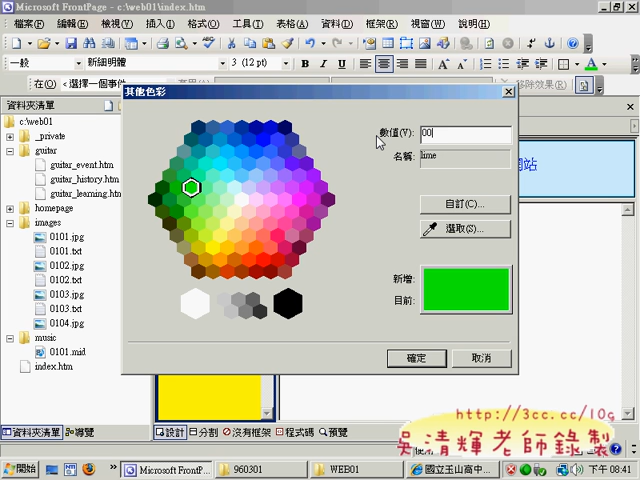 Microsoft FrontPage - c:\web01\index.htm
檔案(F) 編輯(E) 檢視(V) 插入(I) 格式(O) 工具(T) 表格(A) 資料(D) 框架(R) 視窗(W) 說明(H)
一般 新細明體 3 (12 pt) B I U A A A
在(O) < 選擇一個事件 移除效果(R)
資料夾清單
c:\web01
_private
guitar
guitar_event.htm
guitar_history.htm
guitar_learning.htm
homepage
images
0101.jpg
0101.txt
0102.jpg
0102.txt
0103.jpg
0103.txt
0104.jpg
music
0101.mid
index.htm
其他色彩
數值(V): 00
名稱: lime
自訂(C)...
選取(S)...
新增:
目前:
確定 取消
網站
資料夾清單 導覽
設計 分割 沒有框架 程式碼 預覽
http://3cc.cc/10g
吳清輝老師錄製
開始 Microsoft FrontP... 960301 WEB01 國立玉山高中... 下午 08:41